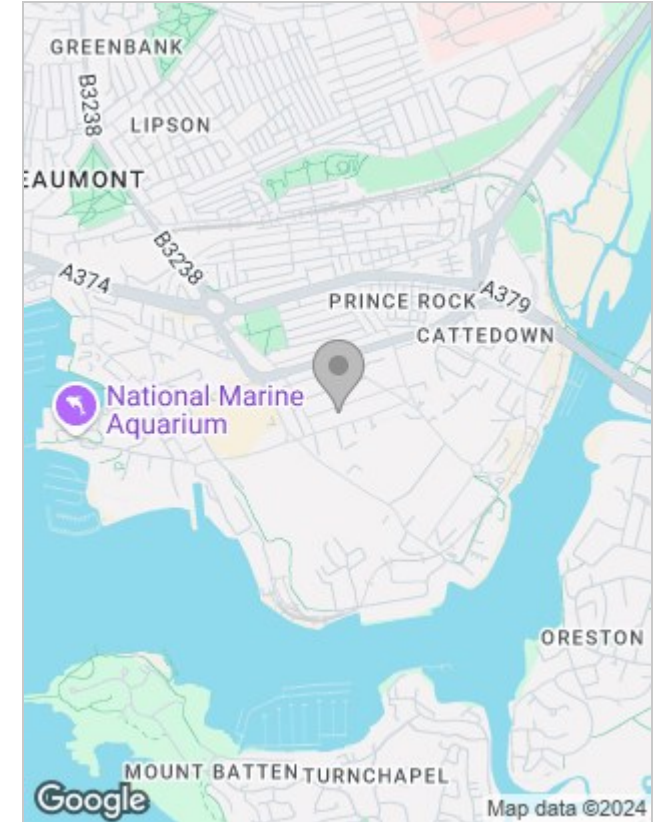 GREENBANK
B3238
LIPSON
EAUMONT
B3238
A374
PRINCE ROCK
A379
CATTEDOWN
National Marine
Aquarium
ORESTON
MOUNT BATTEN
TURNCHAPEL
Google
Map data ©2024